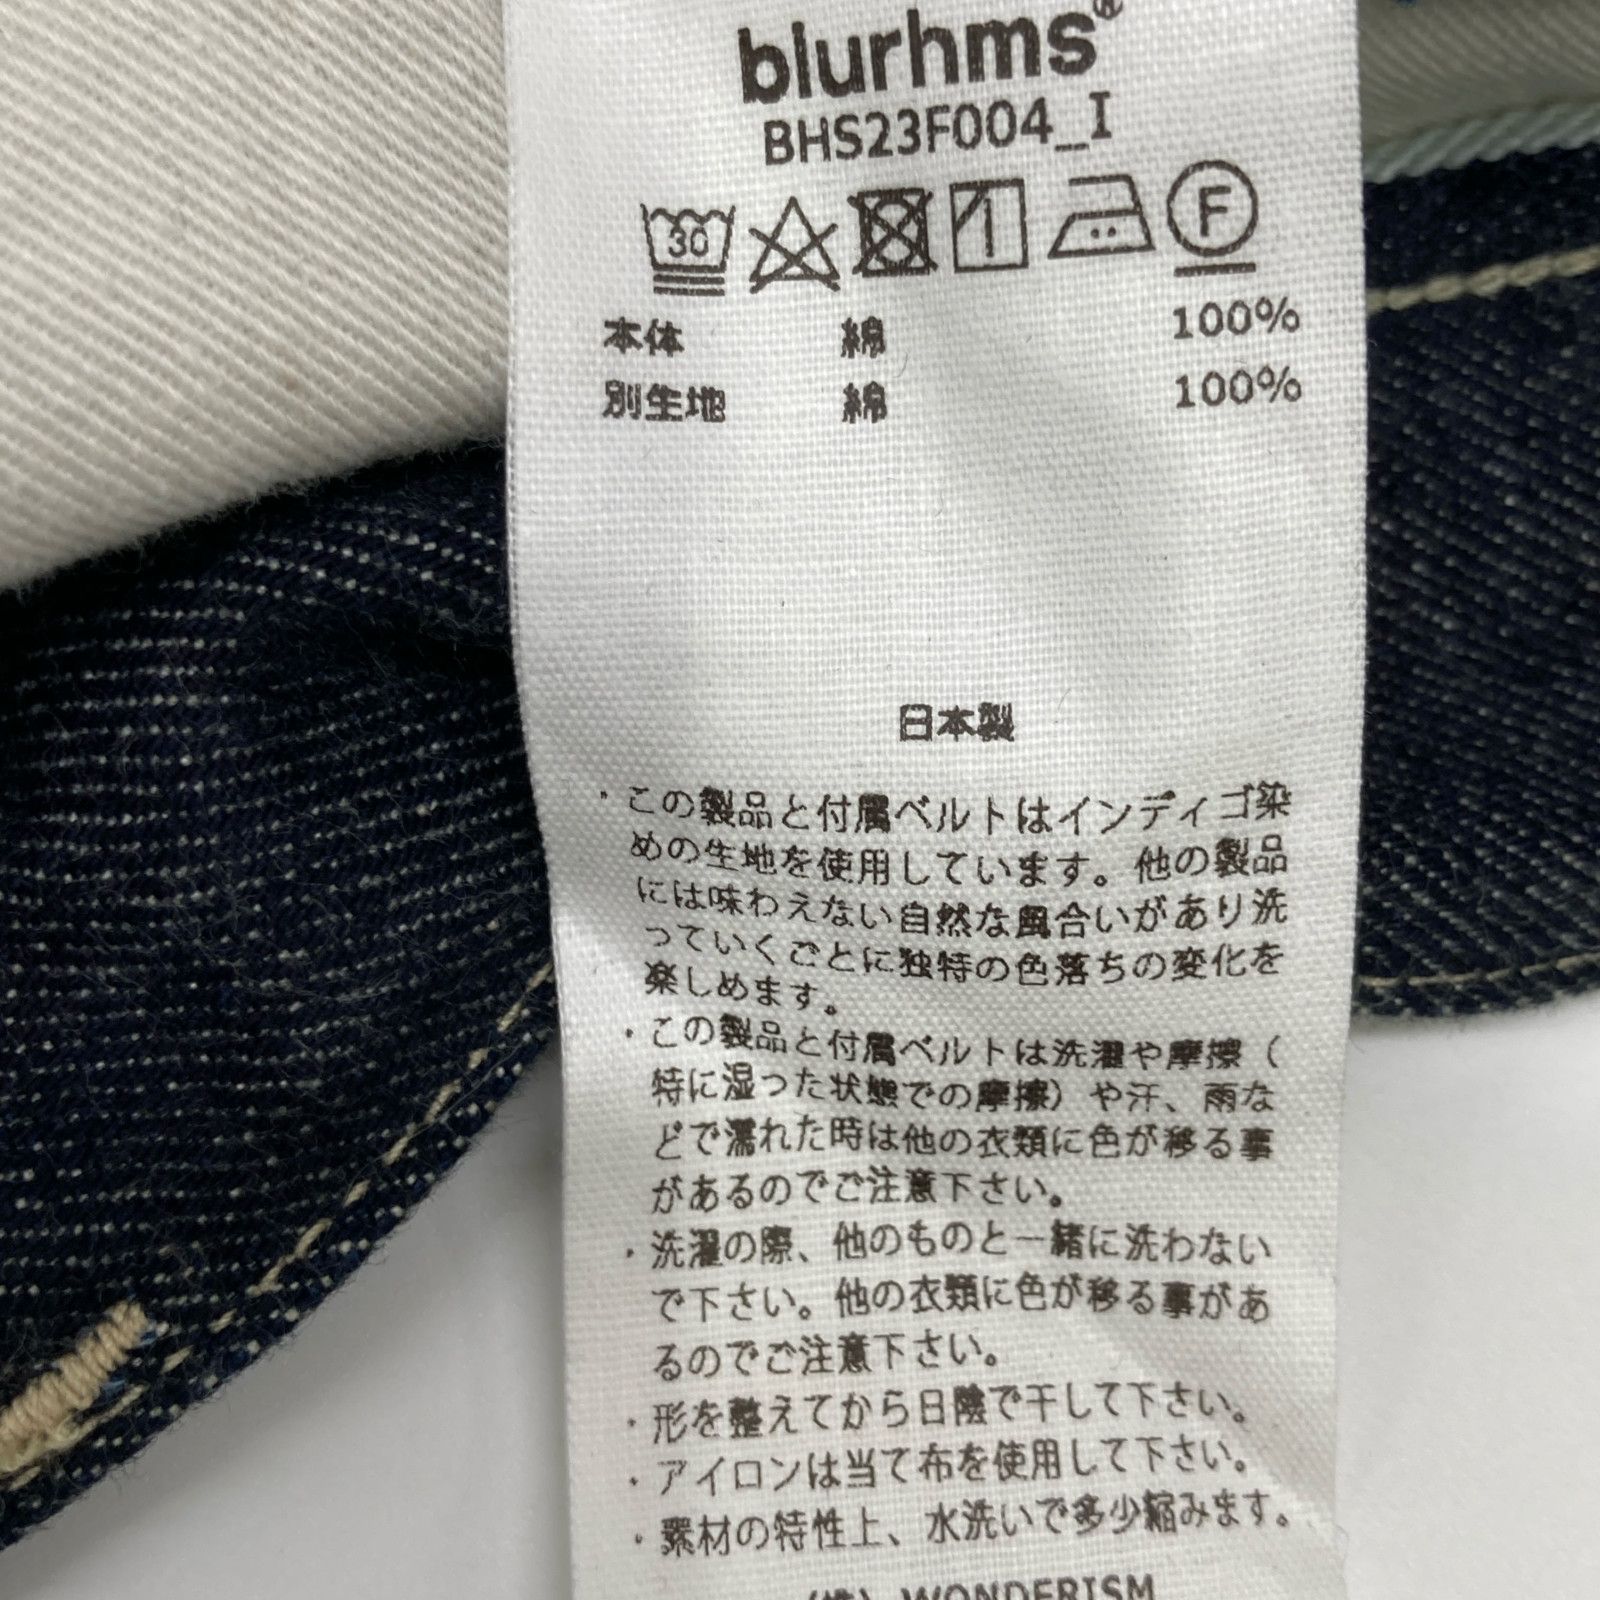 blurhms®
BHS23F004_I
30 F
本体 綿 100%
別生地 綿 100%
日本製
・この製品と付属ベルトはインディゴ染
めの生地を使用しています。他の製品
には味わえない自然な風合いがあり洗
っていくごとに独特の色落ちの変化を
楽しめます。
・この製品と付属ベルトは洗濯や摩擦（
特に湿った状態での摩擦）や汗、雨な
どで濡れた時は他の衣類に色が移る事
があるのでご注意下さい。
・洗濯の際、他のものと一緒に洗わない
で下さい。他の衣類に色が移る事があ
るのでご注意下さい。
・形を整えてから日陰で干して下さい。
・アイロンは当て布を使用して下さい。
・素材の特性上、水洗いで多少縮みます。
（株）WONDERISM